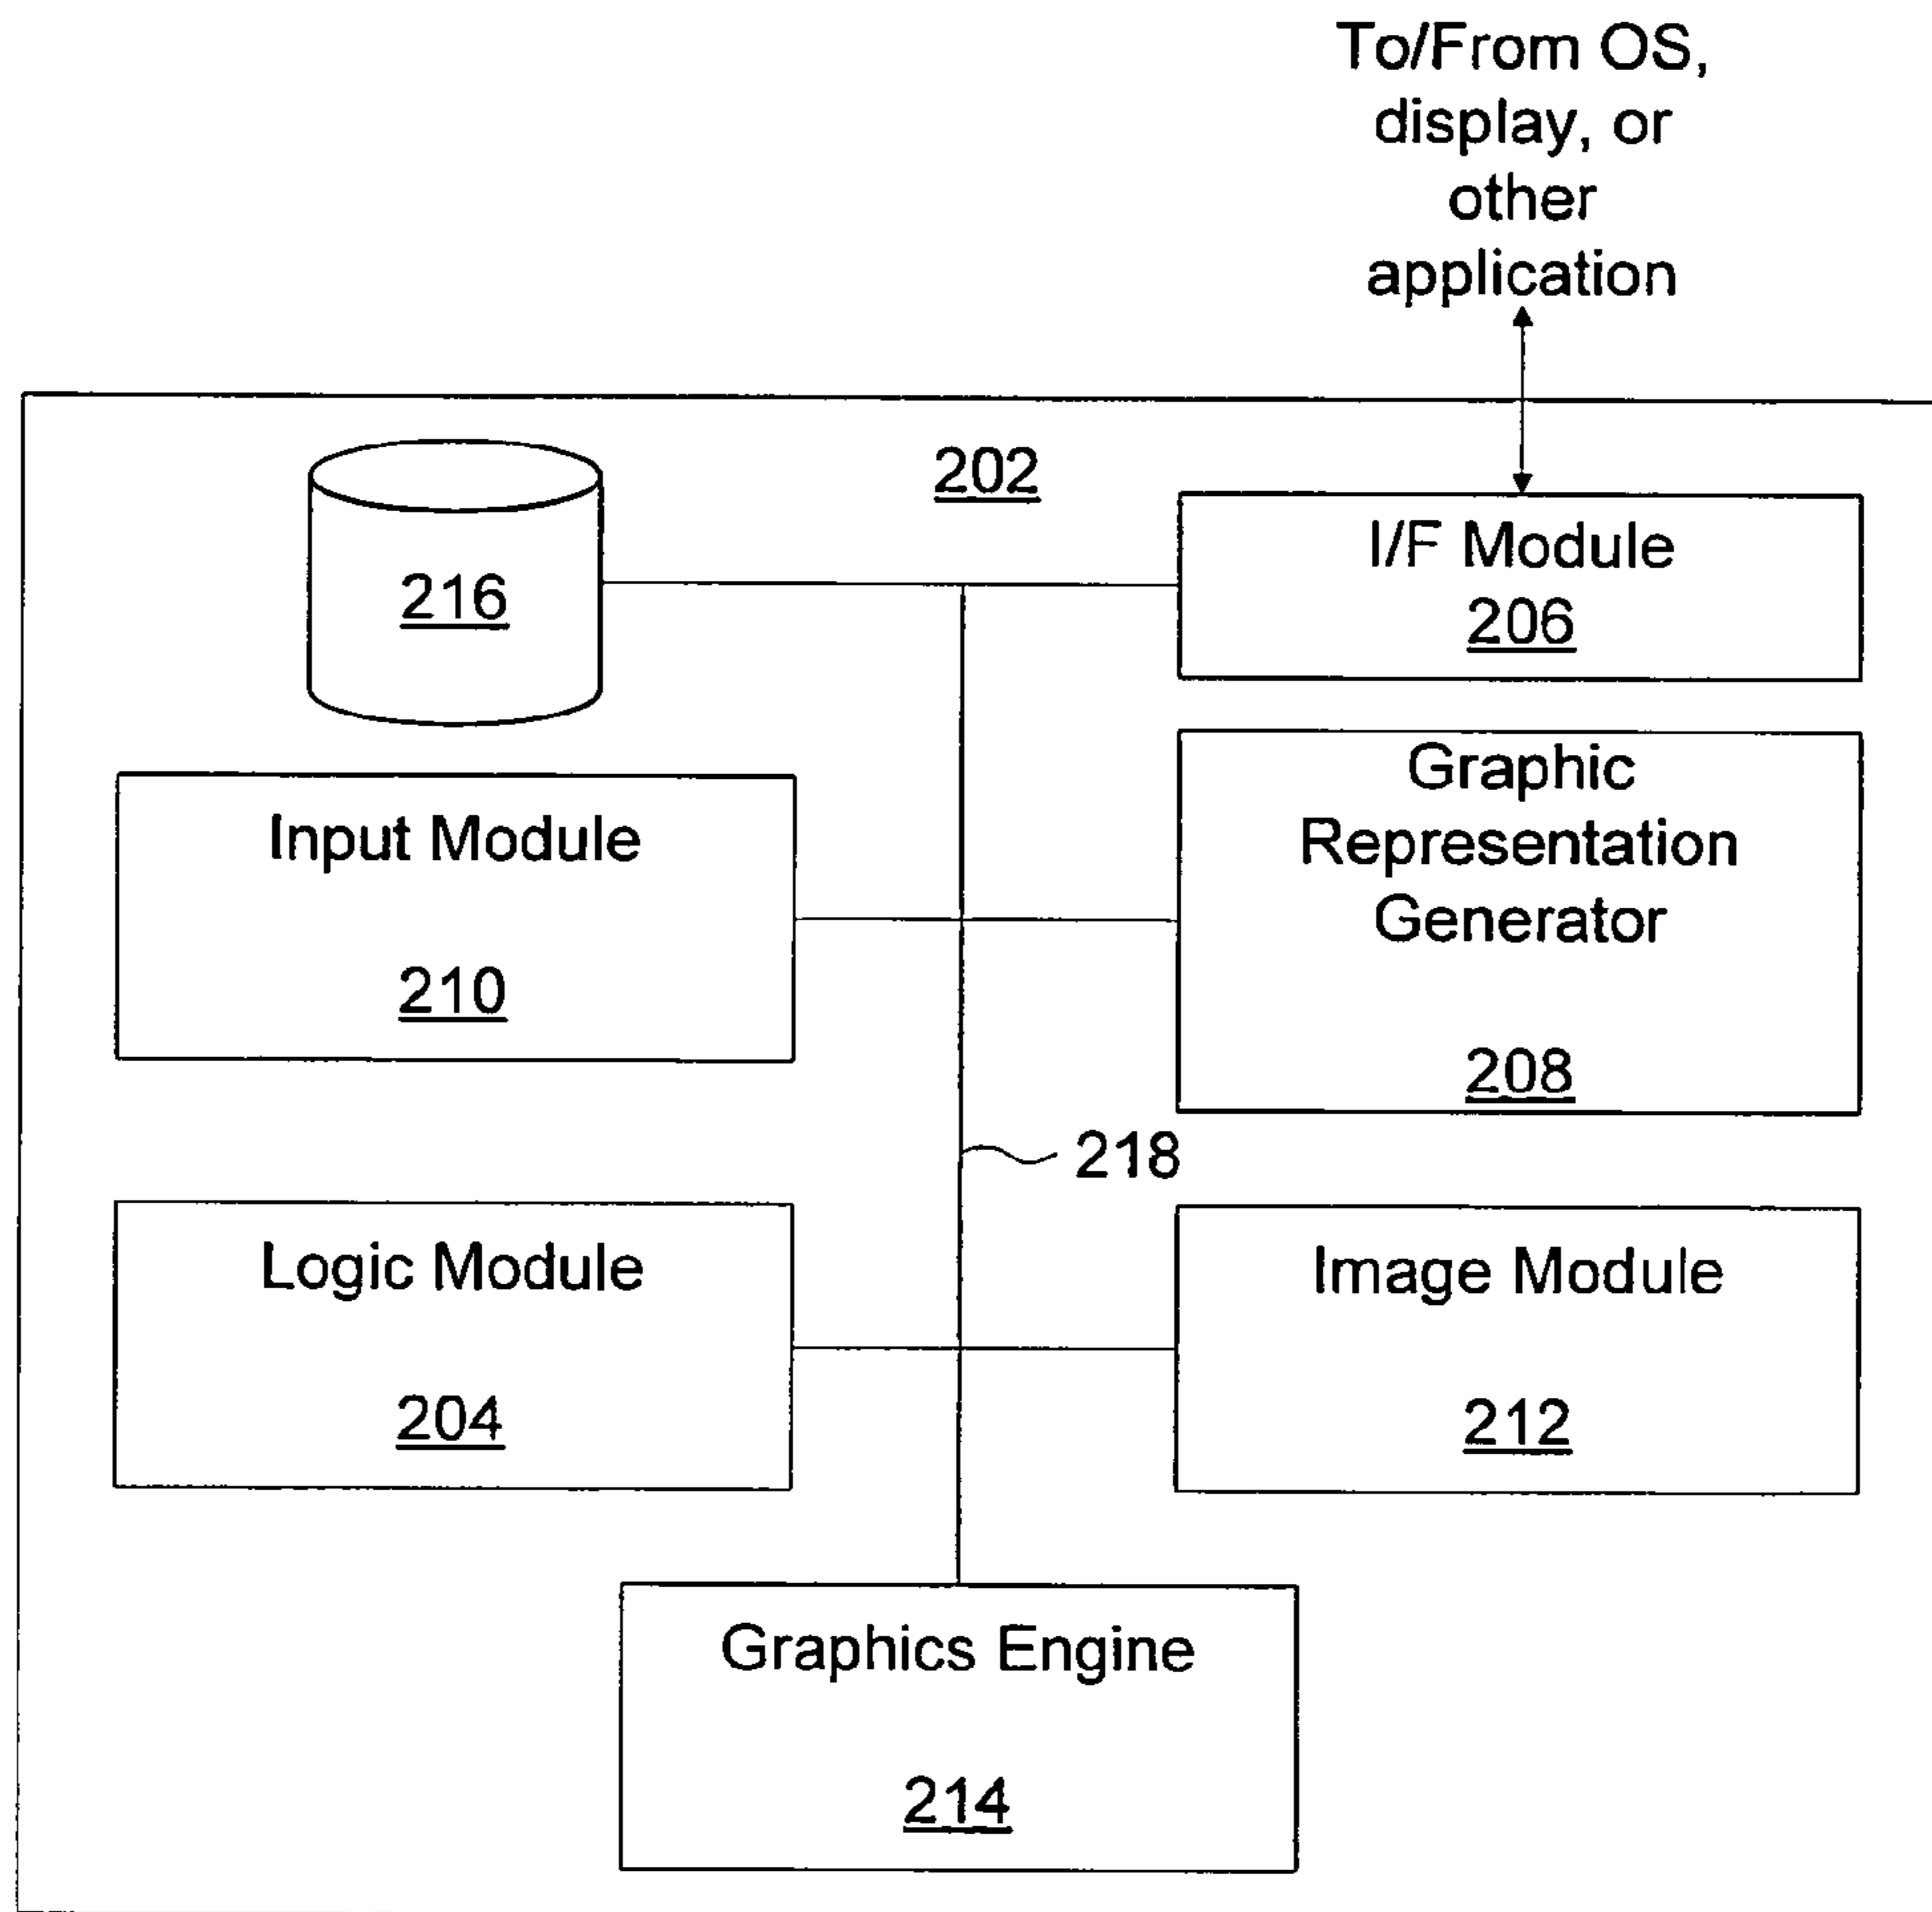 To/From OS,
display, or
other
application
202
216
I/F Module
206
Graphic
Representation
Generator
208
Input Module
210
218
Logic Module
204
Image Module
212
Graphics Engine
214